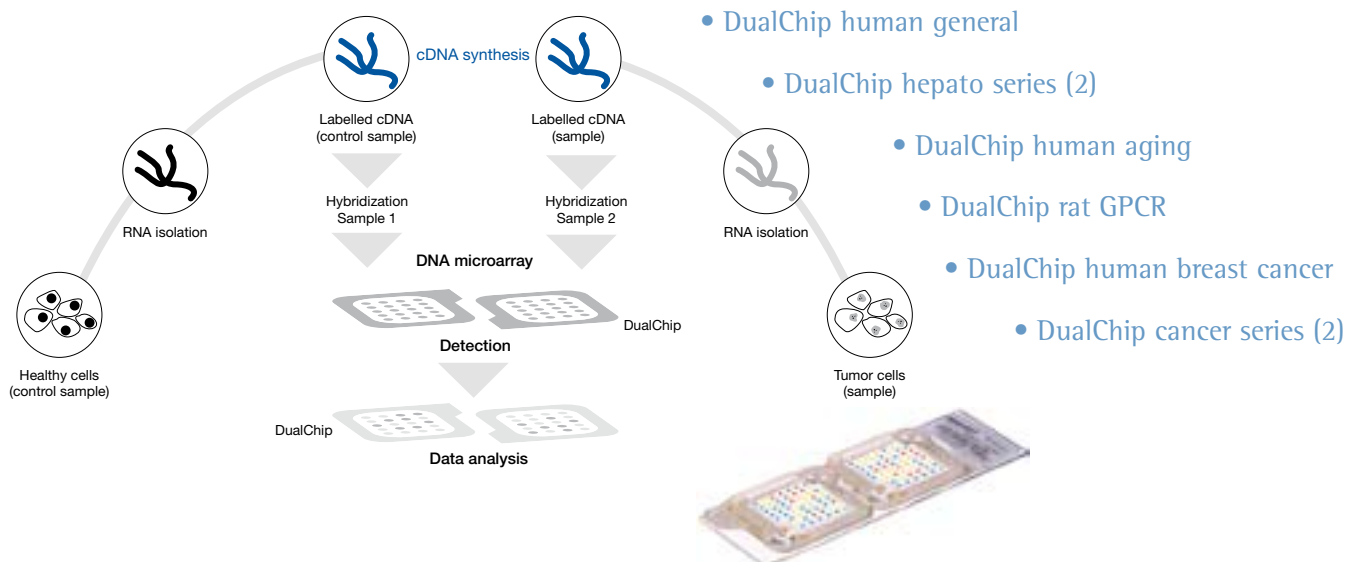 cDNA synthesis
Labelled cDNA
(control sample)
Labelled cDNA
(sample)
Hybridization
Sample 1
Hybridization
Sample 2
RNA isolation
RNA isolation
DNA microarray
DualChip
Detection
Healthy cells
(control sample)
Tumor cells
(sample)
DualChip
Data analysis
• DualChip human general
• DualChip hepato series (2)
• DualChip human aging
• DualChip rat GPCR
• DualChip human breast cancer
• DualChip cancer series (2)